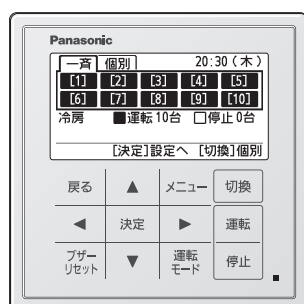 Panasonic
一斉 個別 20:30(木)
[1] [2] [3] [4] [5]
[6] [7] [8] [9] [10]
冷房 ■運転10台 □停止0台
[決定]設定へ [切換]個別
戻る ▲ メニュー 切換
◀ 決定 ▶ 運転
ブザー
リセット ▼ 運転
モード 停止